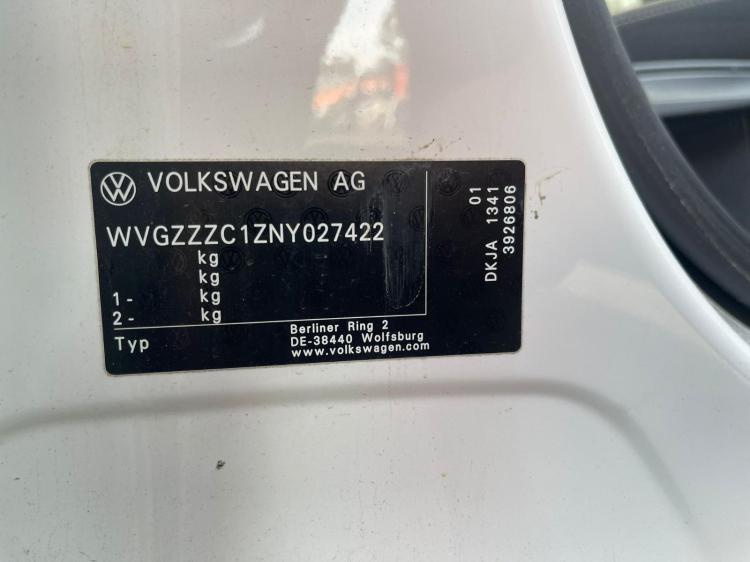 VOLKSWAGEN AG
WVGZZZC1ZNY027422
kg
kg
1- kg
2- kg
Typ
Berliner Ring 2
DE-38440 Wolfsburg
www.volkswagen.com
01
DKJA 1341
3926806